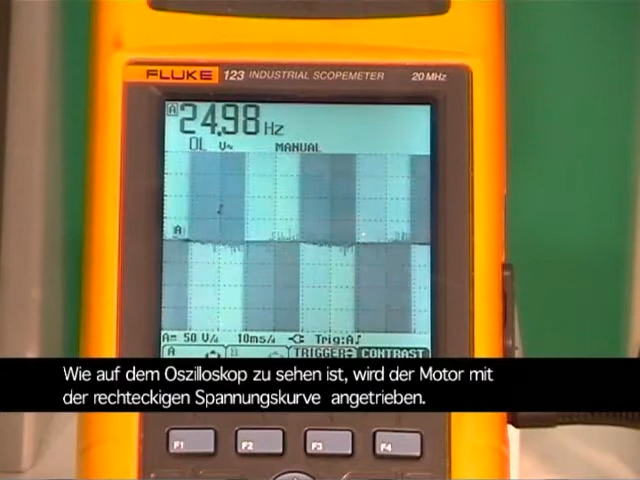 FLUKE 123 INDUSTRIAL SCOPEMETER 20 MHz
A 24.98 Hz
OL V~ MANUAL
A
A= 50 V/d 10ms/d Trig:A
A B TRIGGER CONTRAST
Wie auf dem Oszilloskop zu sehen ist, wird der Motor mit
der rechteckigen Spannungskurve angetrieben.
F1 F2 F3 F4